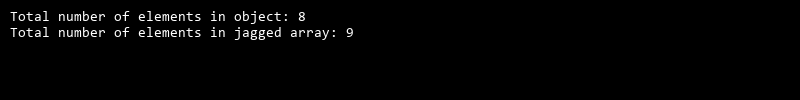 Total number of elements in object: 8
Total number of elements in jagged array: 9